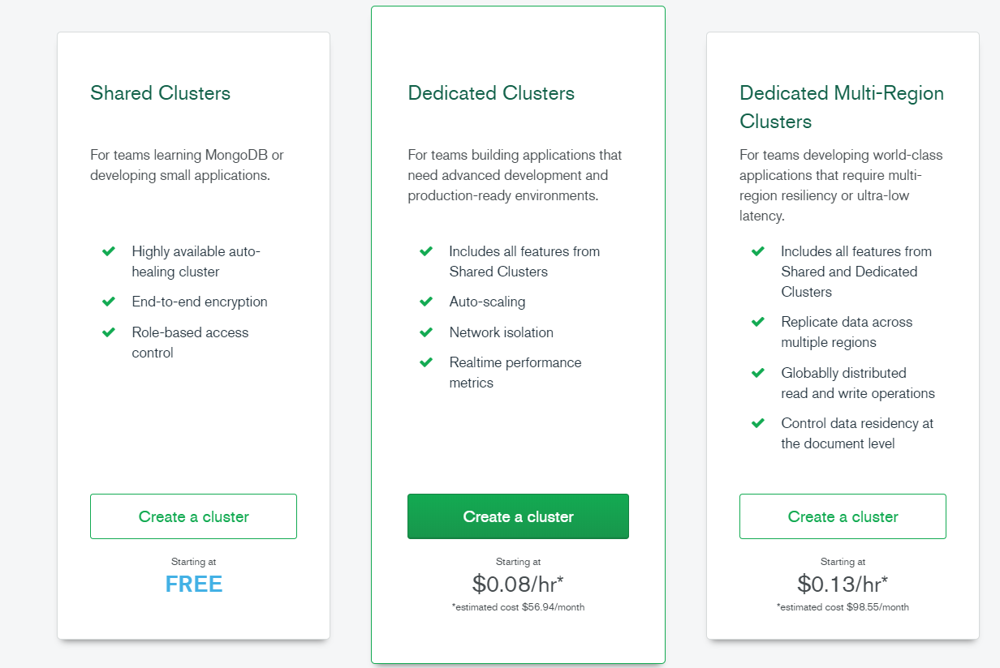 Shared Clusters
For teams learning MongoDB or
developing small applications.
Highly available auto-
healing cluster
End-to-end encryption
Role-based access
control
Create a cluster
Starting at
FREE
Dedicated Clusters
For teams building applications that
need advanced development and
production-ready environments.
Includes all features from
Shared Clusters
Auto-scaling
Network isolation
Realtime performance
metrics
Create a cluster
Starting at
$0.08/hr*
*estimated cost $56.94/month
Dedicated Multi-Region
Clusters
For teams developing world-class
applications that require multi-
region resiliency or ultra-low
latency.
Includes all features from
Shared and Dedicated
Clusters
Replicate data across
multiple regions
Globablly distributed
read and write operations
Control data residency at
the document level
Create a cluster
Starting at
$0.13/hr*
*estimated cost $98.55/month